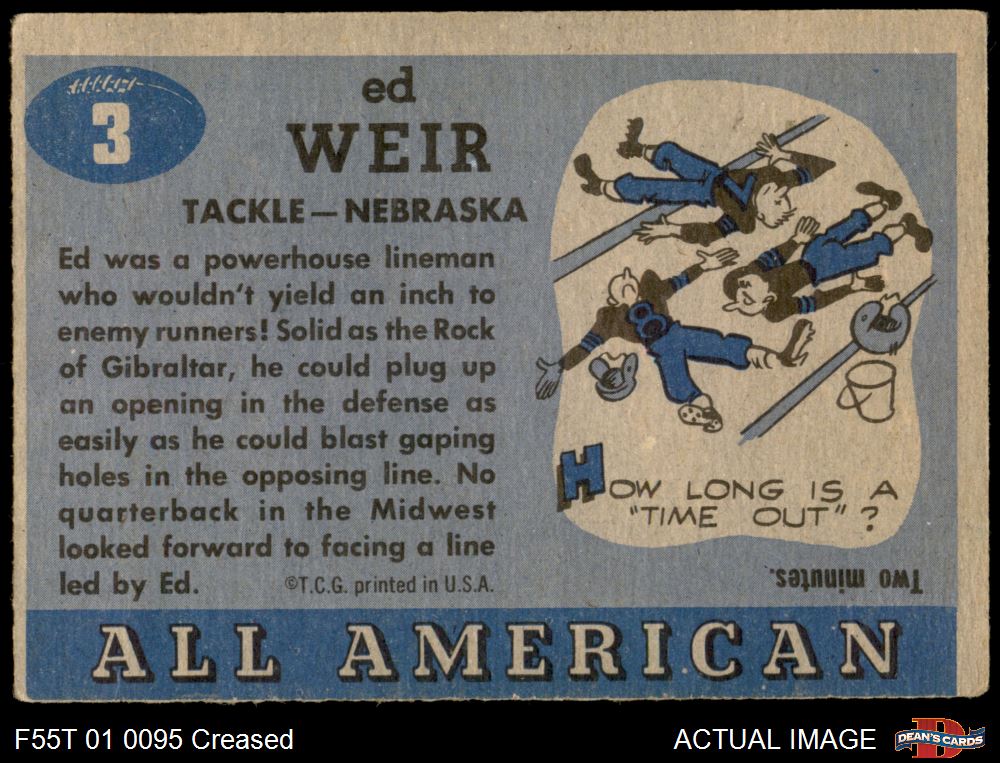 3
ed
WEIR
TACKLE—NEBRASKA
Ed was a powerhouse lineman
who wouldn't yield an inch to
enemy runners! Solid as the Rock
of Gibraltar, he could plug up
an opening in the defense as
easily as he could blast gaping
holes in the opposing line. No
quarterback in the Midwest
looked forward to facing a line
led by Ed.
©T.C.G. printed in U.S.A.
8
HOW LONG IS A
"TIME OUT"?
Two minutes.
ALL AMERICAN
F55T 01 0095 Creased
ACTUAL IMAGE
D
DEAN'S CARDS